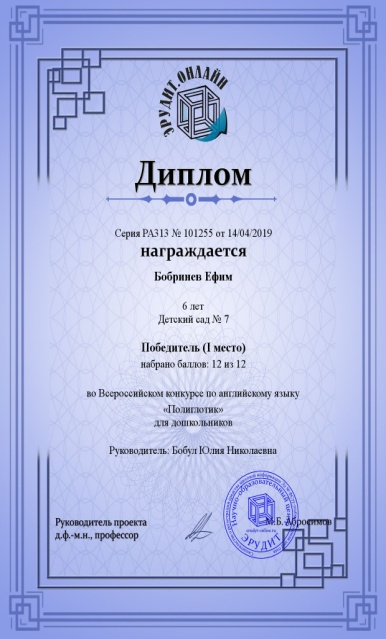 ЭРУДИТ.ОНЛАЙН
Диплом
Серия РА313 № 101255 от 14/04/2019
награждается
Бобринев Ефим
6 лет
Детский сад № 7
Победитель (I место)
набрано баллов: 12 из 12
во Всероссийском конкурсе по английскому языку
«Полиглотик»
для дошкольников
Руководитель: Бобул Юлия Николаевна
Руководитель проекта
д.ф.-м.н., профессор
М.Б. Абросимов
Научно-образовательный
ЭРУДИТ